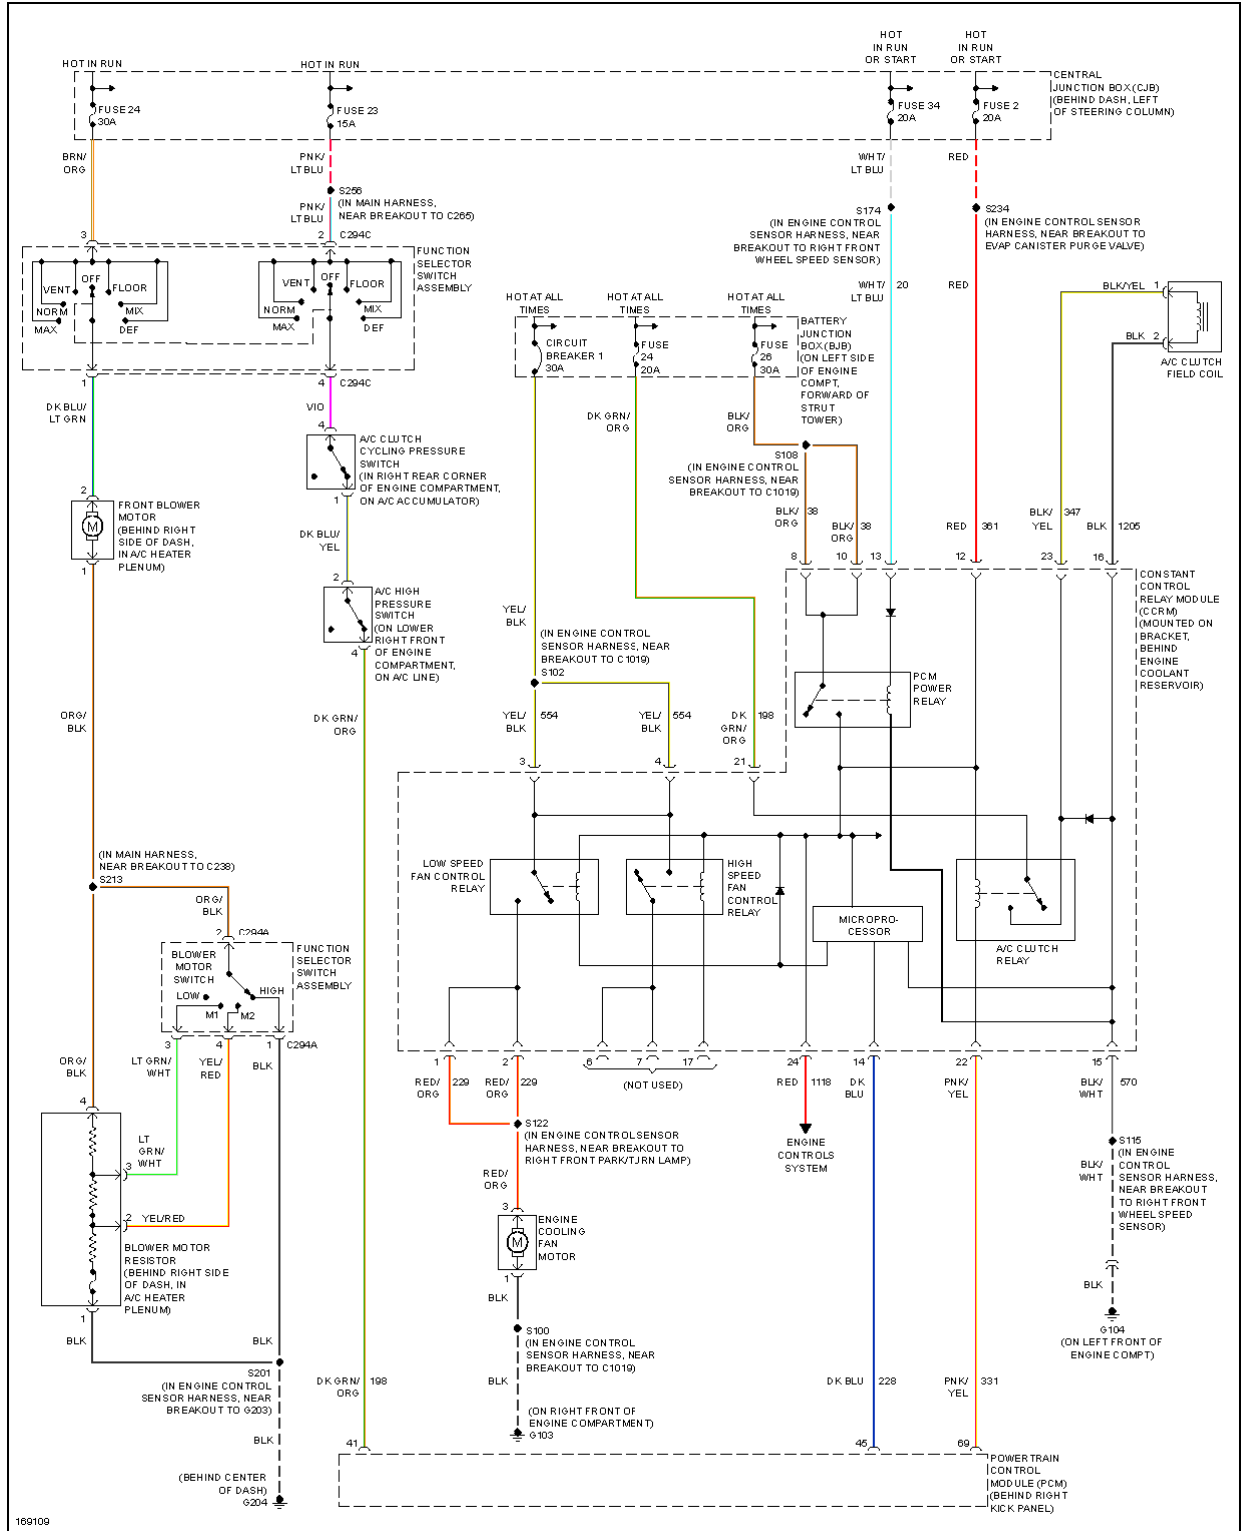 HOT IN RUN
HOT IN RUN
HOT
IN RUN
OR START
HOT
IN RUN
OR START
FUSE 24
30A
FUSE 23
15A
FUSE 34
20A
FUSE 2
20A
CENTRAL
JUNCTION BOX(CJB)
(BEHIND DASH, LEFT
OF STEERING COLUMN)
BRN/
ORG
PNK/
LT BLU
S256
(IN MAIN HARNESS,
NEAR BREAKOUT TO C265)
PNK/
LT BLU
WHT/
LT BLU
RED
S174
(IN ENGINE CONTROL
SENSOR HARNESS, NEAR
BREAKOUT TO RIGHT FRONT
WHEEL SPEED SENSOR)
S234
(IN ENGINE CONTROL SENSOR
HARNESS, NEAR BREAKOUT TO
EVAP CANISTER PURGE VALVE)
3
2
C294C
FUNCTION
SELECTOR
SWITCH
ASSEMBLY
VENT
OFF
FLOOR
NORM
MIX
MAX
DEF
VENT
OFF
FLOOR
NORM
MIX
MAX
DEF
WHT/
LT BLU
20
RED
BLK/YEL
1
BLK
2
A/C CLUTCH
FIELD COIL
HOT AT ALL
TIMES
HOT AT ALL
TIMES
HOT AT ALL
TIMES
CIRCUIT
BREAKER 1
30A
FUSE
24
20A
FUSE
26
30A
BATTERY
JUNCTION
BOX(BJB)
(ON LEFT SIDE
OF ENGINE
COMPT,
FORWARD OF
STRUT
TOWER)
1
4
C294C
DK BLU/
LT GRN
VIO
4
A/C CLUTCH
CYCLING PRESSURE
SWITCH
(IN RIGHT REAR CORNER
OF ENGINE COMPARTMENT,
ON A/C ACCUMULATOR)
1
DK GRN/
ORG
BLK/
ORG
S108
(IN ENGINE CONTROL
SENSOR HARNESS, NEAR
BREAKOUT TO C1019)
BLK/
ORG
38
BLK/
ORG
38
RED
361
BLK/
YEL
347
BLK
1205
2
FRONT BLOWER
MOTOR
(BEHIND RIGHT
SIDE OF DASH,
IN A/C HEATER
PLENUM)
M
1
DK BLU/
YEL
2
A/C HIGH
PRESSURE
SWITCH
(ON LOWER
RIGHT FRONT
OF ENGINE
COMPARTMENT,
ON A/C LINE)
4
8
10
13
12
23
16
CONSTANT
CONTROL
RELAY MODULE
(CCRM)
(MOUNTED ON
BRACKET,
BEHIND
ENGINE
COOLANT
RESERVOIR)
YEL/
BLK
(IN ENGINE CONTROL
SENSOR HARNESS, NEAR
BREAKOUT TO C1019)
S102
PCM
POWER
RELAY
ORG/
BLK
DK GRN/
ORG
YEL/
BLK
554
YEL/
BLK
554
DK
GRN/
ORG
198
3
4
21
(IN MAIN HARNESS,
NEAR BREAKOUT TO C238)
S213
ORG/
BLK
LOW SPEED
FAN CONTROL
RELAY
HIGH
SPEED
FAN
CONTROL
RELAY
MICROPRO-
CESSOR
A/C CLUTCH
RELAY
2
C294A
BLOWER
MOTOR
SWITCH
LOW
M1
M2
HIGH
FUNCTION
SELECTOR
SWITCH
ASSEMBLY
3
4
1
C294A
ORG/
BLK
LT GRN/
WHT
YEL/
RED
BLK
1
2
6
7
17
(NOT USED)
24
14
22
15
RED/
ORG
229
RED/
ORG
229
RED
1118
DK
BLU
PNK/
YEL
BLK/
WHT
570
4
LT
GRN/
WHT
3
2
YEL/RED
BLOWER MOTOR
RESISTOR
(BEHIND RIGHT SIDE
OF DASH, IN
A/C HEATER
PLENUM)
1
S122
(IN ENGINE CONTROL SENSOR
HARNESS, NEAR BREAKOUT TO
RIGHT FRONT PARK/TJRN LAMP)
ENGINE
CONTROLS
SYSTEM
S115
(IN ENGINE
CONTROL
SENSOR HARNESS,
NEAR BREAKOUT
TO RIGHT FRONT
WHEEL SPEED
SENSOR)
BLK/
WHT
RED/
ORG
3
ENGINE
COOLING
FAN
MOTOR
M
1
BLK
BLK
G104
(ON LEFT FRONT OF
ENGINE COMPT)
BLK
BLK
S201
(IN ENGINE CONTROL
SENSOR HARNESS, NEAR
BREAKOUT TO G203)
S100
(IN ENGINE CONTROL
SENSOR HARNESS, NEAR
BREAKOUT TO C1019)
BLK
(ON RIGHT FRONT OF
ENGINE COMPARTMENT)
G103
DK GRN/
ORG
198
DK BLU
228
PNK/
YEL
331
BLK
(BEHIND CENTER
OF DASH)
G204
41
45
69
POWERTRAIN
CONTROL
MODULE (PCM)
(BEHIND RIGHT
KICK PANEL)
169109